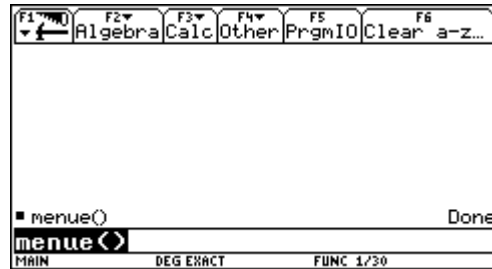 F1 F2 F3 F4 F5 F6
Algebra Calc Other PrgmIO Clear a-z…
menue() Done
menue()
MAIN DEG EXACT FUNC 1/30